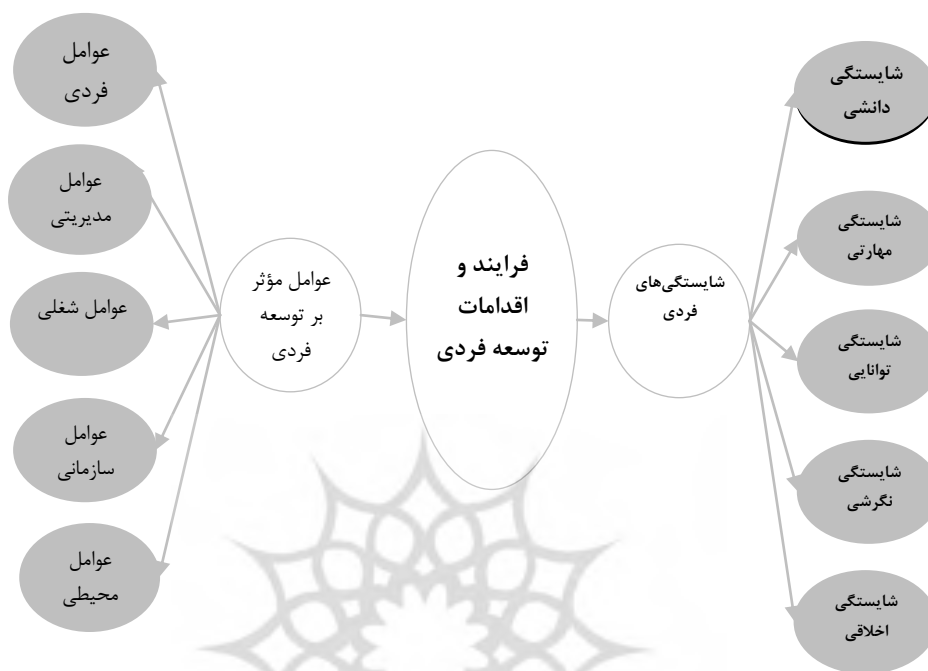 شایستگی
دانشی
شایستگی
مهارتی
شایستگی
توانایی
شایستگی
نگرشی
شایستگی
اخلاقی
شایستگی‌های
فردی
فرایند و
اقدامات
توسعه فردی
عوامل مؤثر
بر توسعه
فردی
عوامل
فردی
عوامل
مدیریتی
عوامل شغلی
عوامل
سازمانی
عوامل
محیطی